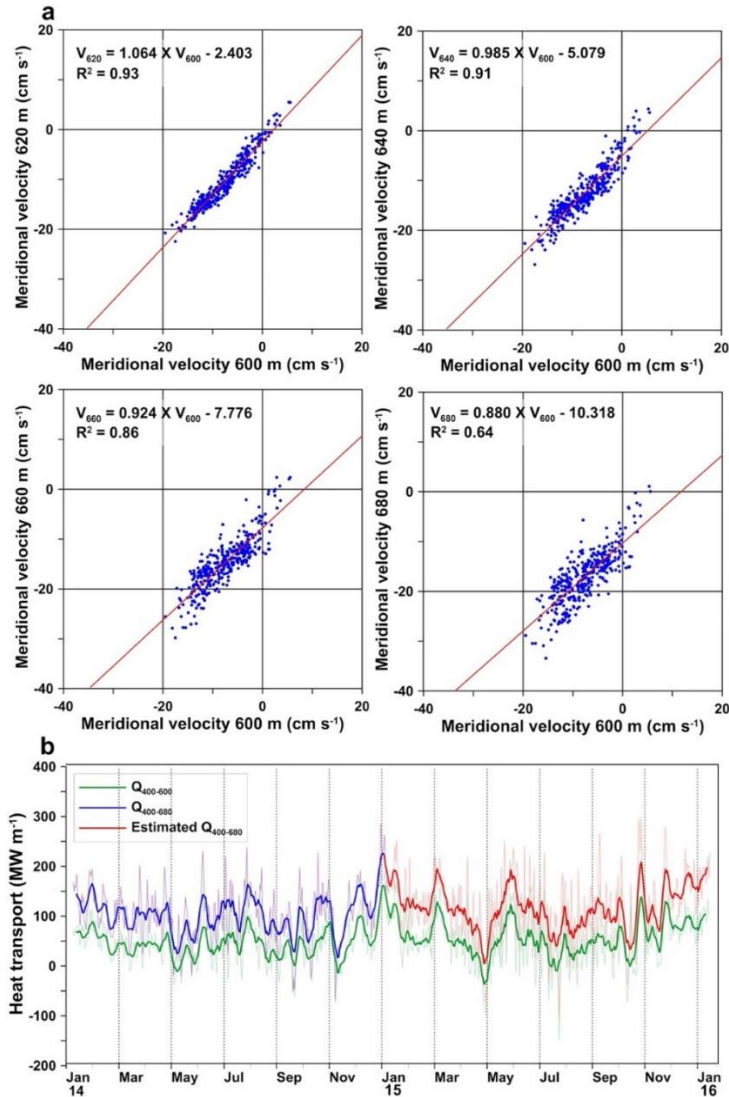 a
V₆₂₀ = 1.064 X V₆₀₀ - 2.403
R² = 0.93
20
0
-20
-40
Meridional velocity 620 m (cm s⁻¹)
-40 -20 0 20
Meridional velocity 600 m (cm s⁻¹)
V₆₄₀ = 0.985 X V₆₀₀ - 5.079
R² = 0.91
20
0
-20
-40
Meridional velocity 640 m (cm s⁻¹)
-40 -20 0 20
Meridional velocity 600 m (cm s⁻¹)
V₆₆₀ = 0.924 X V₆₀₀ - 7.776
R² = 0.86
20
0
-20
-40
Meridional velocity 660 m (cm s⁻¹)
-40 -20 0 20
Meridional velocity 600 m (cm s⁻¹)
V₆₈₀ = 0.880 X V₆₀₀ - 10.318
R² = 0.64
20
0
-20
-40
Meridional velocity 680 m (cm s⁻¹)
-40 -20 0 20
Meridional velocity 600 m (cm s⁻¹)
b
400
300
200
100
0
-100
-200
Heat transport (MW m⁻¹)
Q₄₀₀₋₆₀₀
Q₄₀₀₋₆₈₀
Estimated Q₄₀₀₋₆₈₀
Jan Mar May Jul Sep Nov Jan Mar May Jul Sep Nov Jan
14 15 16